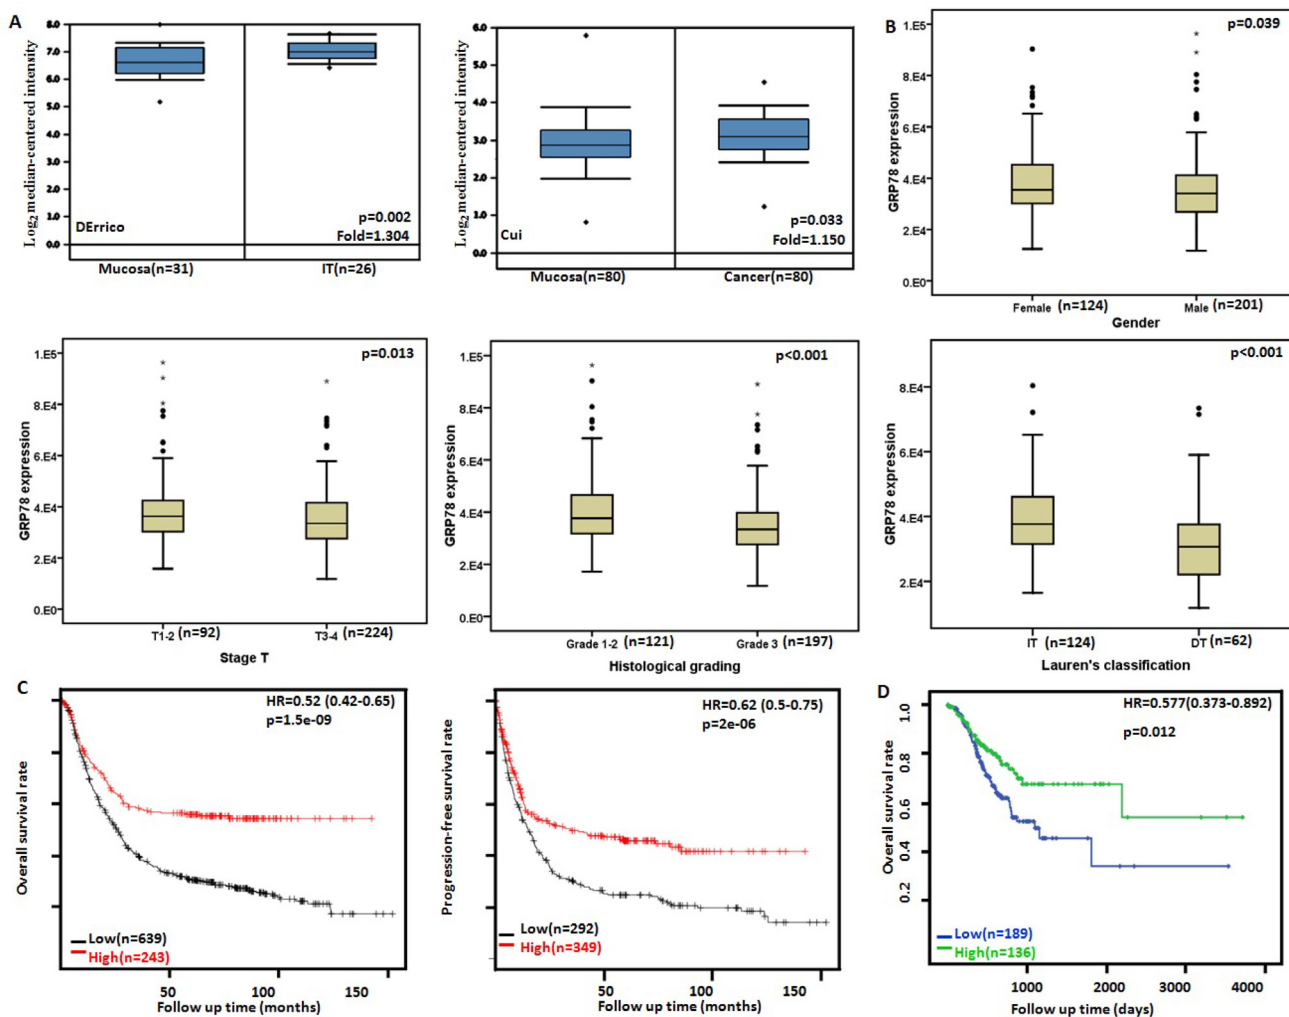 A
Log2 median-centered intensity
8.0
7.0
6.0
5.0
4.0
3.0
2.0
1.0
0.0
DErrico
p=0.002
Fold=1.304
Mucosa(n=31)
IT(n=26)
Log2 median-centered intensity
6.0
5.0
4.0
3.0
2.0
1.0
0.0
Cui
p=0.033
Fold=1.150
Mucosa(n=80)
Cancer(n=80)
B
GRP78 expression
1.E5
8.E4
6.E4
4.E4
2.E4
0.E0
p=0.039
Female (n=124)
Male (n=201)
Gender
GRP78 expression
1.E5
8.E4
6.E4
4.E4
2.E4
0.E0
p=0.013
T1-2 (n=92)
T3-4 (n=224)
Stage T
GRP78 expression
1.E5
8.E4
6.E4
4.E4
2.E4
0.E0
p<0.001
Grade 1-2 (n=121)
Grade 3 (n=197)
Histological grading
GRP78 expression
8.E4
6.E4
4.E4
2.E4
p<0.001
IT (n=124)
DT (n=62)
Lauren's classification
C
Overall survival rate
HR=0.52 (0.42-0.65)
p=1.5e-09
Low(n=639)
High(n=243)
50
100
150
Follow up time (months)
Progression-free survival rate
HR=0.62 (0.5-0.75)
p=2e-06
Low(n=292)
High(n=349)
50
100
150
Follow up time (months)
D
Overall survival rate
1.0
0.8
0.6
0.4
0.2
HR=0.577(0.373-0.892)
p=0.012
Low(n=189)
High(n=136)
1000
2000
3000
4000
Follow up time (days)